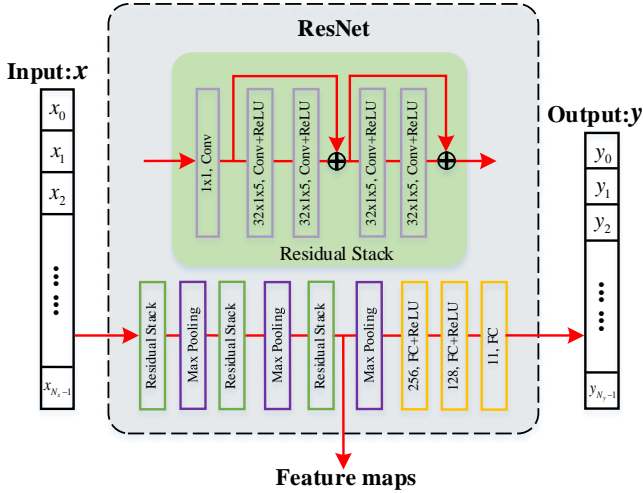 ResNet
Input:x
x0
x1
x2
......
xNx-1
1x1, Conv
32x1x5, Conv+ReLU
32x1x5, Conv+ReLU
32x1x5, Conv+ReLU
32x1x5, Conv+ReLU
Residual Stack
Residual Stack
Max Pooling
Residual Stack
Max Pooling
Residual Stack
Max Pooling
256, FC+ReLU
128, FC+ReLU
11, FC
Feature maps
Output:y
y0
y1
y2
......
yNy-1